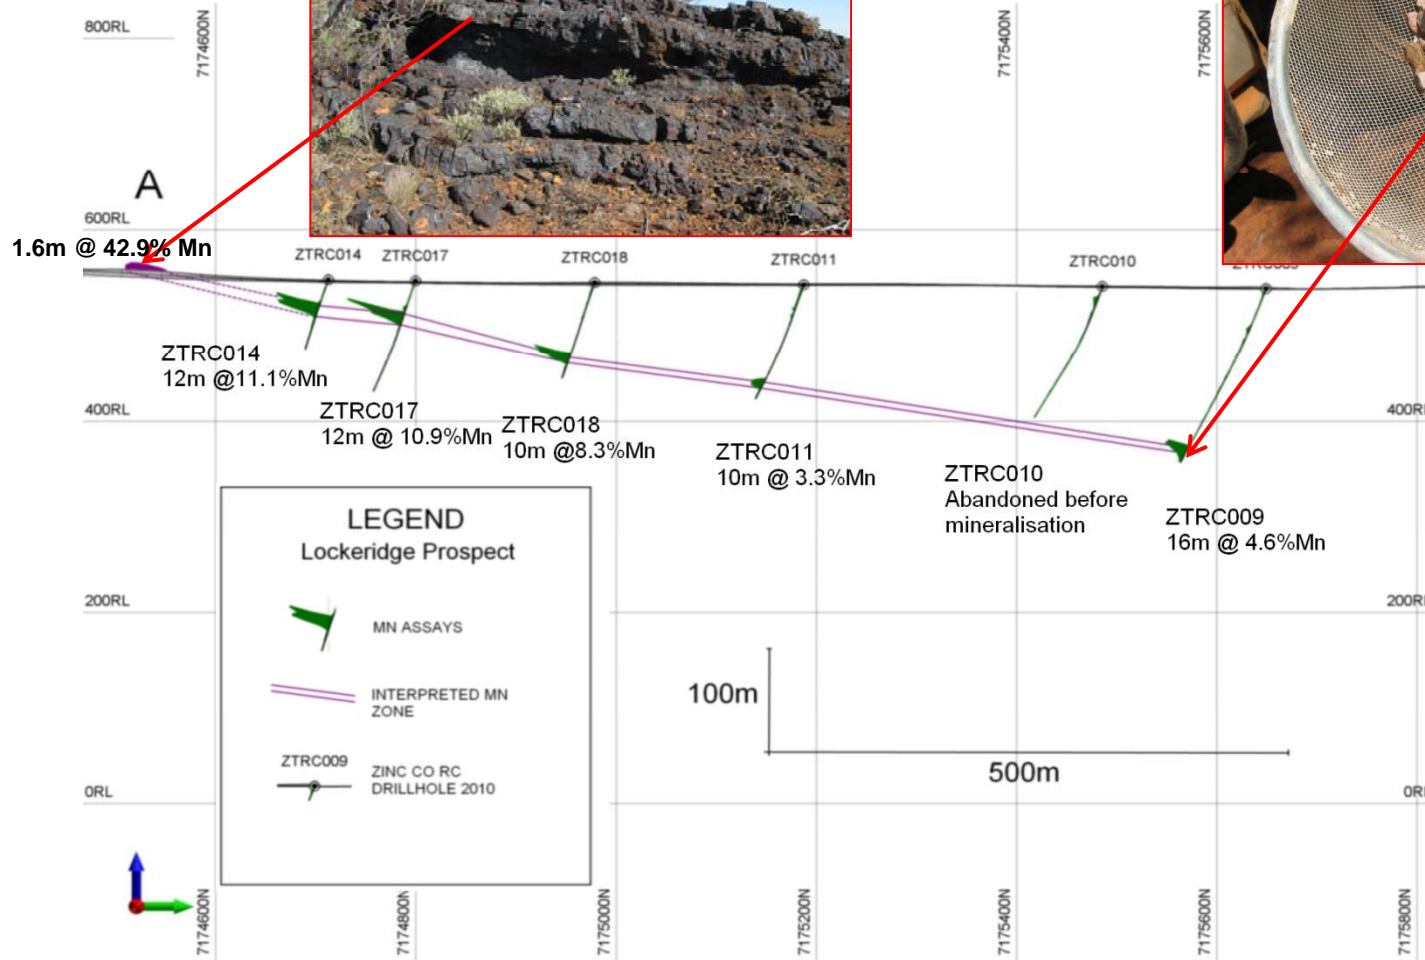 800RL
7174600N
7175400N
7175600N
A
600RL
1.6m @ 42.9% Mn
ZTRC014
ZTRC017
ZTRC018
ZTRC011
ZTRC010
ZTRC014
12m @11.1%Mn
ZTRC017
12m @ 10.9%Mn
ZTRC018
10m @8.3%Mn
ZTRC011
10m @ 3.3%Mn
ZTRC010
Abandoned before
mineralisation
ZTRC009
16m @ 4.6%Mn
400RL
400RL
LEGEND
Lockeridge Prospect
MN ASSAYS
INTERPRETED MN
ZONE
ZTRC009
ZINC CO RC
DRILLHOLE 2010
200RL
200RL
100m
500m
0RL
0RL
7174600N
7174800N
7175000N
7175200N
7175400N
7175600N
7175800N